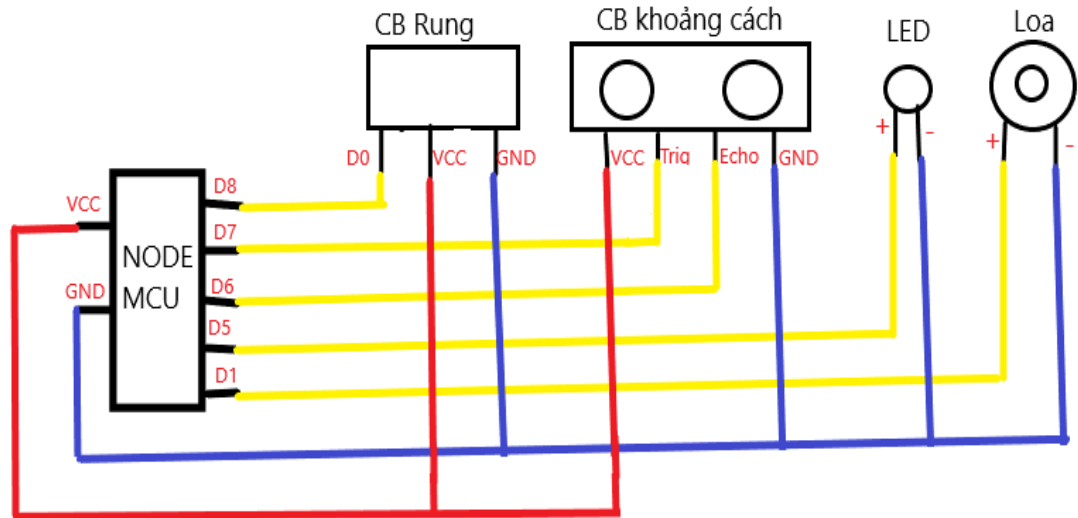 CB Rung
CB khoảng cách
LED
Loa
D0
VCC
GND
VCC
Trig
Echo
GND
+
-
+
-
VCC
GND
NODE
MCU
D8
D7
D6
D5
D1